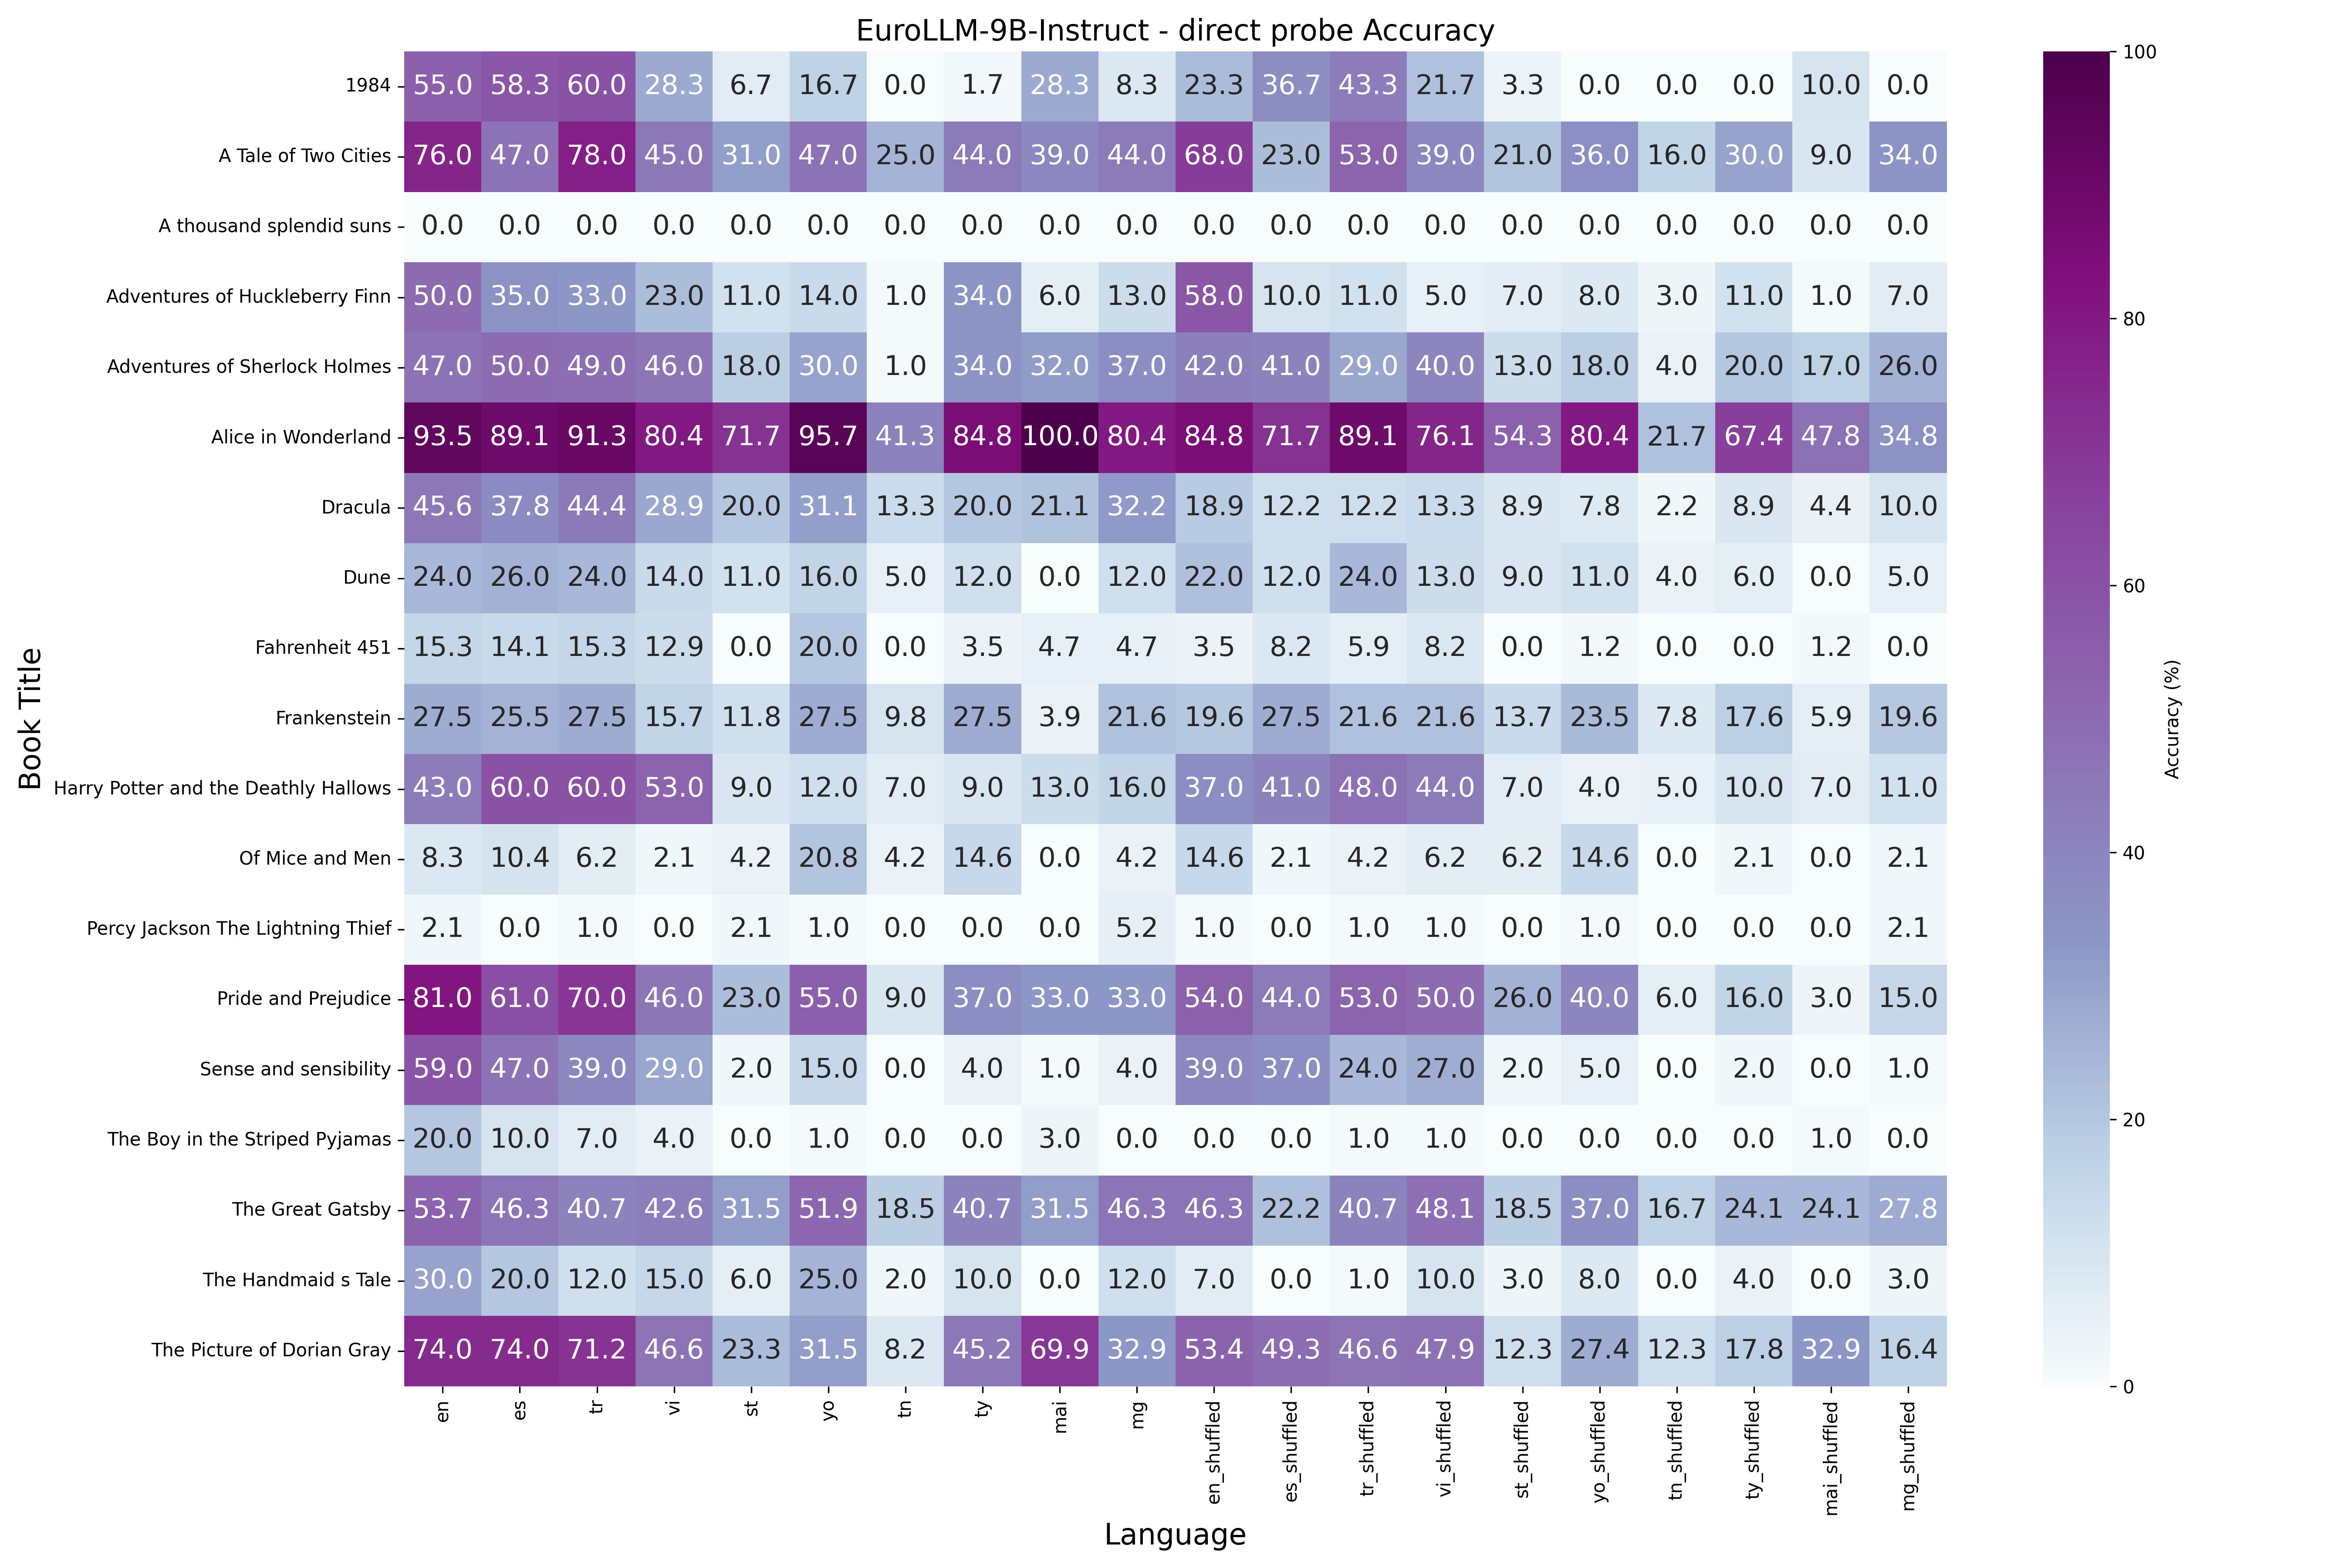 EuroLLM-9B-Instruct - direct probe Accuracy
Book Title
1984 55.0 58.3 60.0 28.3 6.7 16.7 0.0 1.7 28.3 8.3 23.3 36.7 43.3 21.7 3.3 0.0 0.0 0.0 10.0 0.0
A Tale of Two Cities 76.0 47.0 78.0 45.0 31.0 47.0 25.0 44.0 39.0 44.0 68.0 23.0 53.0 39.0 21.0 36.0 16.0 30.0 9.0 34.0
A thousand splendid suns 0.0 0.0 0.0 0.0 0.0 0.0 0.0 0.0 0.0 0.0 0.0 0.0 0.0 0.0 0.0 0.0 0.0 0.0 0.0 0.0
Adventures of Huckleberry Finn 50.0 35.0 33.0 23.0 11.0 14.0 1.0 34.0 6.0 13.0 58.0 10.0 11.0 5.0 7.0 8.0 3.0 11.0 1.0 7.0
Adventures of Sherlock Holmes 47.0 50.0 49.0 46.0 18.0 30.0 1.0 34.0 32.0 37.0 42.0 41.0 29.0 40.0 13.0 18.0 4.0 20.0 17.0 26.0
Alice in Wonderland 93.5 89.1 91.3 80.4 71.7 95.7 41.3 84.8 100.0 80.4 84.8 71.7 89.1 76.1 54.3 80.4 21.7 67.4 47.8 34.8
Dracula 45.6 37.8 44.4 28.9 20.0 31.1 13.3 20.0 21.1 32.2 18.9 12.2 12.2 13.3 8.9 7.8 2.2 8.9 4.4 10.0
Dune 24.0 26.0 24.0 14.0 11.0 16.0 5.0 12.0 0.0 12.0 22.0 12.0 24.0 13.0 9.0 11.0 4.0 6.0 0.0 5.0
Fahrenheit 451 15.3 14.1 15.3 12.9 0.0 20.0 0.0 3.5 4.7 4.7 3.5 8.2 5.9 8.2 0.0 1.2 0.0 0.0 1.2 0.0
Frankenstein 27.5 25.5 27.5 15.7 11.8 27.5 9.8 27.5 3.9 21.6 19.6 27.5 21.6 21.6 13.7 23.5 7.8 17.6 5.9 19.6
Harry Potter and the Deathly Hallows 43.0 60.0 60.0 53.0 9.0 12.0 7.0 9.0 13.0 16.0 37.0 41.0 48.0 44.0 7.0 4.0 5.0 10.0 7.0 11.0
Of Mice and Men 8.3 10.4 6.2 2.1 4.2 20.8 4.2 14.6 0.0 4.2 14.6 2.1 4.2 6.2 6.2 14.6 0.0 2.1 0.0 2.1
Percy Jackson The Lightning Thief 2.1 0.0 1.0 0.0 2.1 1.0 0.0 0.0 0.0 5.2 1.0 0.0 1.0 1.0 0.0 1.0 0.0 0.0 0.0 2.1
Pride and Prejudice 81.0 61.0 70.0 46.0 23.0 55.0 9.0 37.0 33.0 33.0 54.0 44.0 53.0 50.0 26.0 40.0 6.0 16.0 3.0 15.0
Sense and sensibility 59.0 47.0 39.0 29.0 2.0 15.0 0.0 4.0 1.0 4.0 39.0 37.0 24.0 27.0 2.0 5.0 0.0 2.0 0.0 1.0
The Boy in the Striped Pyjamas 20.0 10.0 7.0 4.0 0.0 1.0 0.0 0.0 3.0 0.0 0.0 0.0 1.0 1.0 0.0 0.0 0.0 0.0 1.0 0.0
The Great Gatsby 53.7 46.3 40.7 42.6 31.5 51.9 18.5 40.7 31.5 46.3 46.3 22.2 40.7 48.1 18.5 37.0 16.7 24.1 24.1 27.8
The Handmaid s Tale 30.0 20.0 12.0 15.0 6.0 25.0 2.0 10.0 0.0 12.0 7.0 0.0 1.0 10.0 3.0 8.0 0.0 4.0 0.0 3.0
The Picture of Dorian Gray 74.0 74.0 71.2 46.6 23.3 31.5 8.2 45.2 69.9 32.9 53.4 49.3 46.6 47.9 12.3 27.4 12.3 17.8 32.9 16.4
en es tr vi st yo tn ty mai mg en_shuffled es_shuffled tr_shuffled vi_shuffled st_shuffled yo_shuffled tn_shuffled ty_shuffled mai_shuffled mg_shuffled
Language
100
80
60
40
20
0
Accuracy (%)